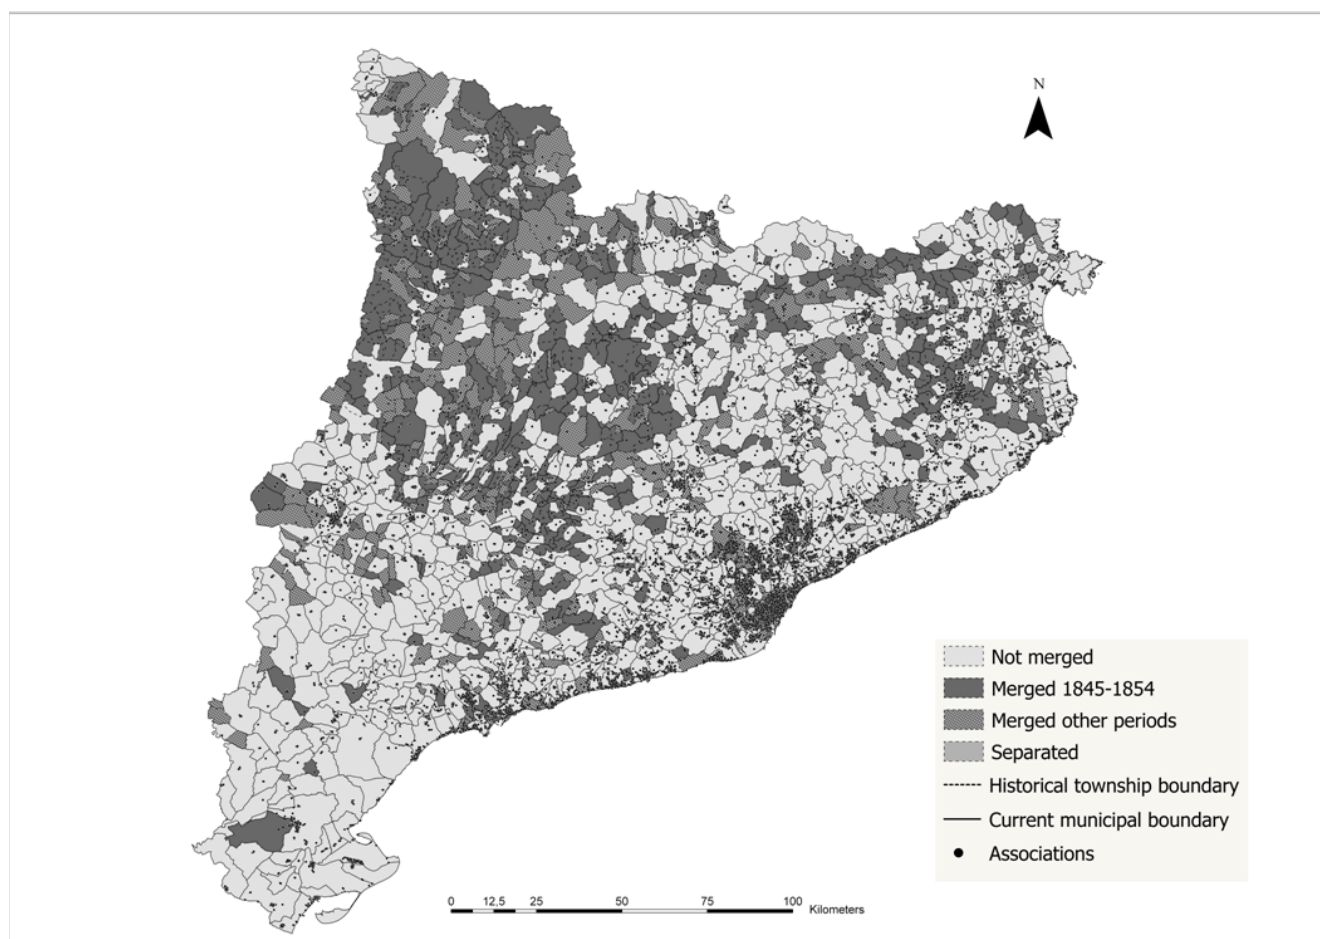 N
Not merged
Merged 1845-1854
Merged other periods
Separated
Historical township boundary
Current municipal boundary
Associations
0 12,5 25 50 75 100
Kilometers